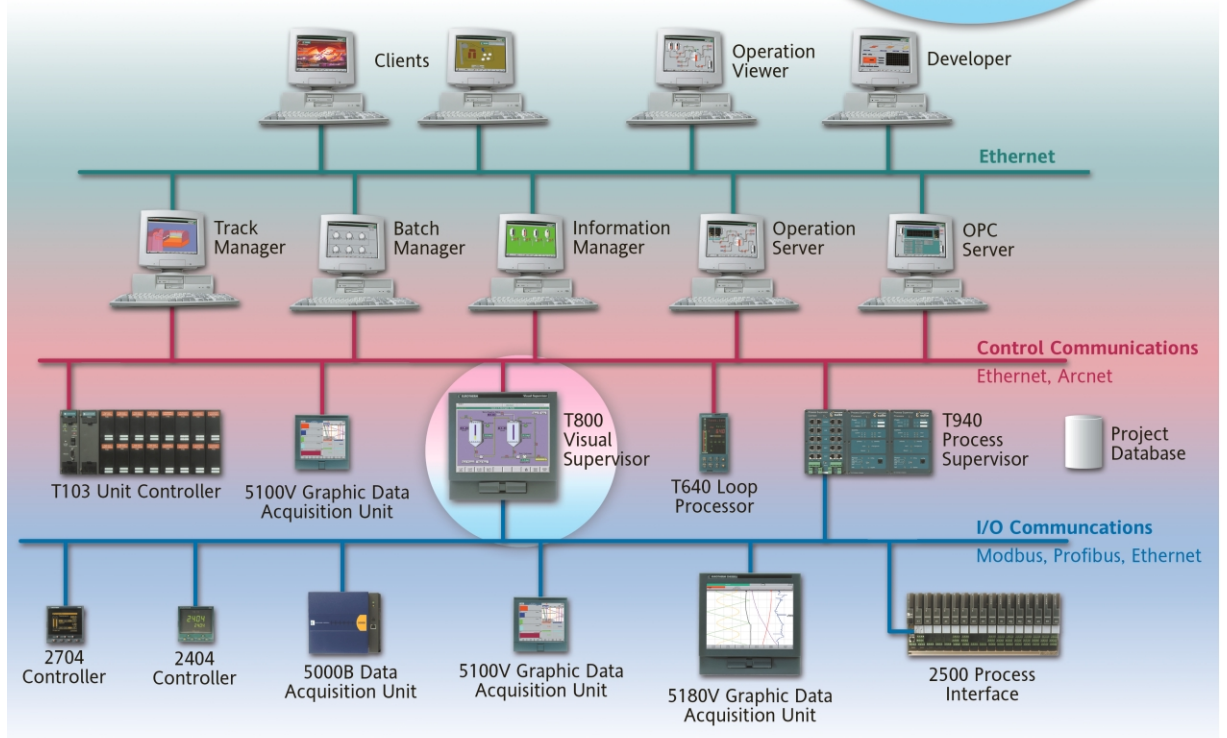 Clients
Operation
Viewer
Developer
Ethernet
Track
Manager
Batch
Manager
Information
Manager
Operation
Server
OPC
Server
Control Communications
Ethernet, Arcnet
T103 Unit Controller
5100V Graphic Data
Acquisition Unit
T800
Visual
Supervisor
T640 Loop
Processor
T940
Process
Supervisor
Project
Database
I/O Communcations
Modbus, Profibus, Ethernet
2704
Controller
2404
2404
Controller
5000B Data
Acquisition Unit
5100V Graphic Data
Acquisition Unit
5180V Graphic Data
Acquisition Unit
2500 Process
Interface